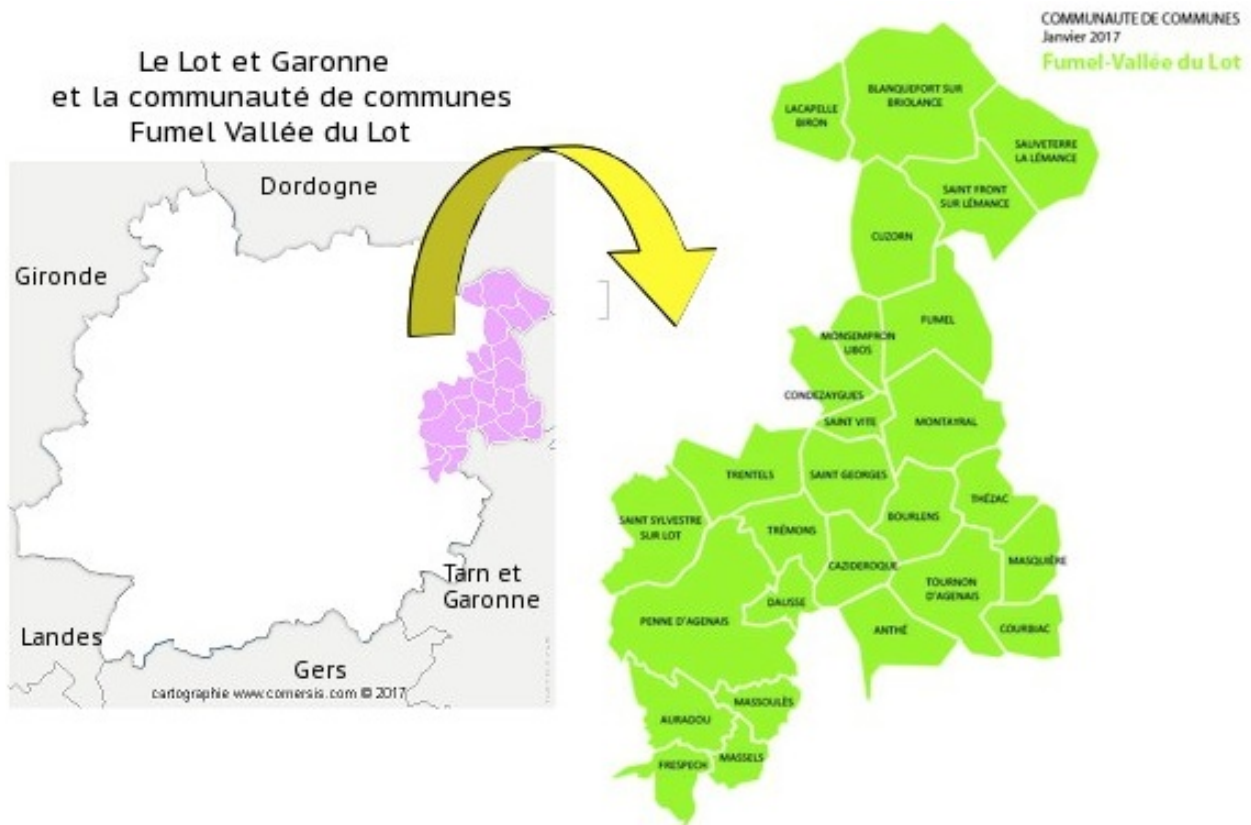 Le Lot et Garonne
et la communauté de communes
Fumel Vallée du Lot
Dordogne
Gironde
Tarn et
Garonne
Landes
Gers
cartographie www.comersis.com © 2017
COMMUNAUTE DE COMMUNES
Janvier 2017
Fumel-Vallée du Lot
BLANQUEFORT SUR
BRIOLANCE
LACAPELLE
BIRON
SAUVETERRE
LA LÉMANCE
SAINT FRONT
SUR LÉMANCE
CUZORN
FUMEL
MONSEMPRON
LIBOS
CONDEZAYGUES
SAINT VITE
MONTAYRAL
TRENTELS
SAINT GEORGES
THÉZAC
BOURLENS
SAINT SYLVESTRE
SUR LOT
TRÉMONS
MASQUIÈRE
CAZIDEROQUE
TOURNON
D'AGENAIS
DAUSSE
PENNE D'AGENAIS
ANTHÉ
COURBIAC
MASSOULÈS
AURADOU
MASSELS
FRESPECH